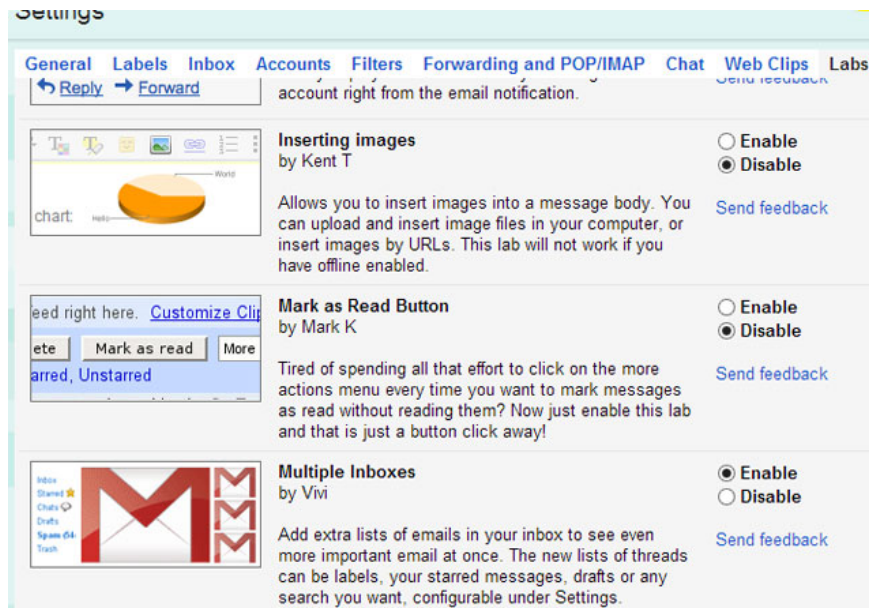 Settings
General Labels Inbox Accounts Filters Forwarding and POP/IMAP Chat Web Clips Labs
Reply Forward
account right from the email notification.
Send feedback
World
chart:
Hello
Inserting images
by Kent T
Allows you to insert images into a message body. You
can upload and insert image files in your computer, or
insert images by URLs. This lab will not work if you
have offline enabled.
Enable
Disable
Send feedback
eed right here. Customize Clip
ete Mark as read More
arred, Unstarred
Mark as Read Button
by Mark K
Tired of spending all that effort to click on the more
actions menu every time you want to mark messages
as read without reading them? Now just enable this lab
and that is just a button click away!
Enable
Disable
Send feedback
Inbox
Starred
Chats
Drafts
Spam (54
Trash
Multiple Inboxes
by Vivi
Add extra lists of emails in your inbox to see even
more important email at once. The new lists of threads
can be labels, your starred messages, drafts or any
search you want, configurable under Settings.
Enable
Disable
Send feedback